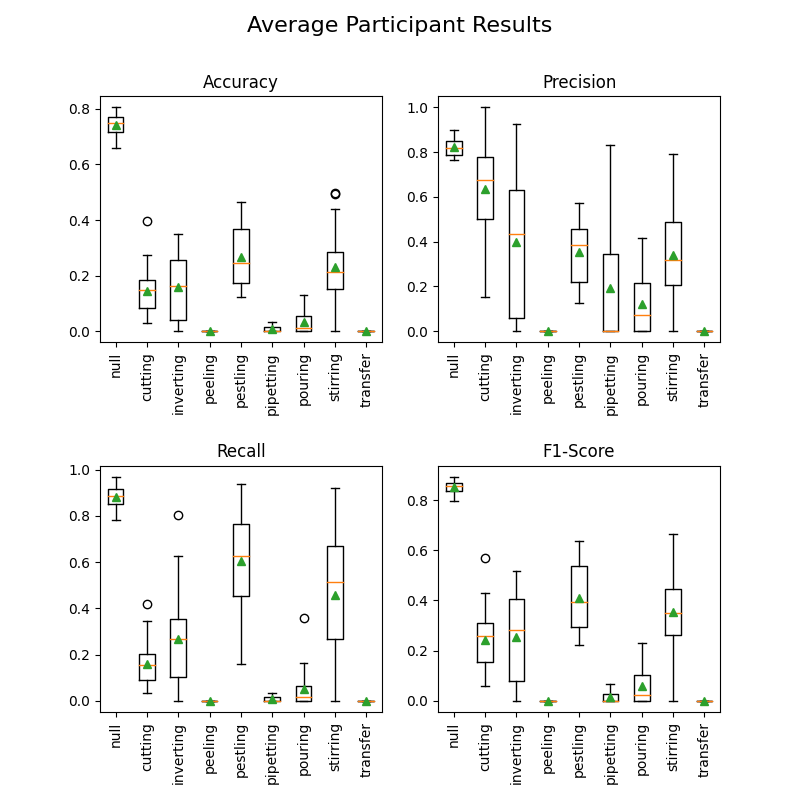 Average Participant Results
Accuracy
0.8
0.6
0.4
0.2
0.0
null
cutting
inverting
peeling
pestling
pipetting
pouring
stirring
transfer
Precision
1.0
0.8
0.6
0.4
0.2
0.0
null
cutting
inverting
peeling
pestling
pipetting
pouring
stirring
transfer
Recall
1.0
0.8
0.6
0.4
0.2
0.0
null
cutting
inverting
peeling
pestling
pipetting
pouring
stirring
transfer
F1-Score
0.8
0.6
0.4
0.2
0.0
null
cutting
inverting
peeling
pestling
pipetting
pouring
stirring
transfer